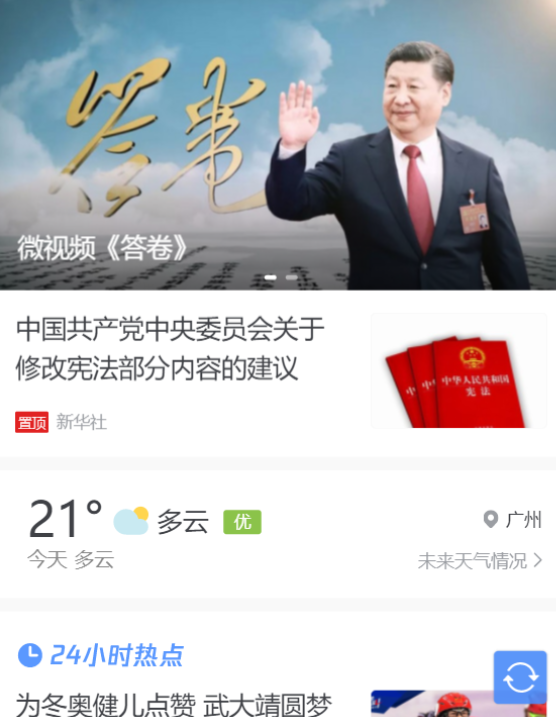 答卷
微视频《答卷》
中国共产党中央委员会关于
修改宪法部分内容的建议
中华人民共和国
宪法
置顶 新华社
21° 多云 优 广州
今天 多云 未来天气情况
24小时热点
为冬奥健儿点赞 武大靖圆梦